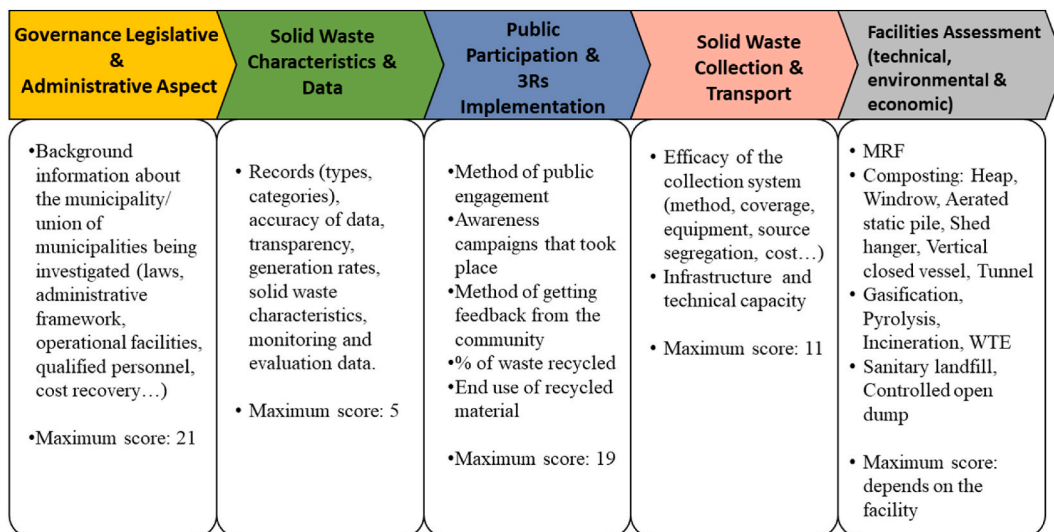 Governance Legislative
&
Administrative Aspect
Solid Waste
Characteristics &
Data
Public
Participation &
3Rs
Implementation
Solid Waste
Collection &
Transport
Facilities Assessment
(technical,
environmental &
economic)
•Background
information about
the municipality/
union of
municipalities being
investigated (laws,
administrative
framework,
operational facilities,
qualified personnel,
cost recovery…)
•Maximum score: 21
• Records (types,
categories),
accuracy of data,
transparency,
generation rates,
solid waste
characteristics,
monitoring and
evaluation data.
• Maximum score: 5
•Method of public
engagement
•Awareness
campaigns that took
place
•Method of getting
feedback from the
community
•% of waste recycled
•End use of recycled
material
•Maximum score: 19
• Efficacy of the
collection system
(method, coverage,
equipment, source
segregation, cost…)
• Infrastructure and
technical capacity
• Maximum score: 11
• MRF
• Composting: Heap,
Windrow, Aerated
static pile, Shed
hanger, Vertical
closed vessel, Tunnel
• Gasification,
Pyrolysis,
Incineration, WTE
• Sanitary landfill,
Controlled open
dump
• Maximum score:
depends on the
facility